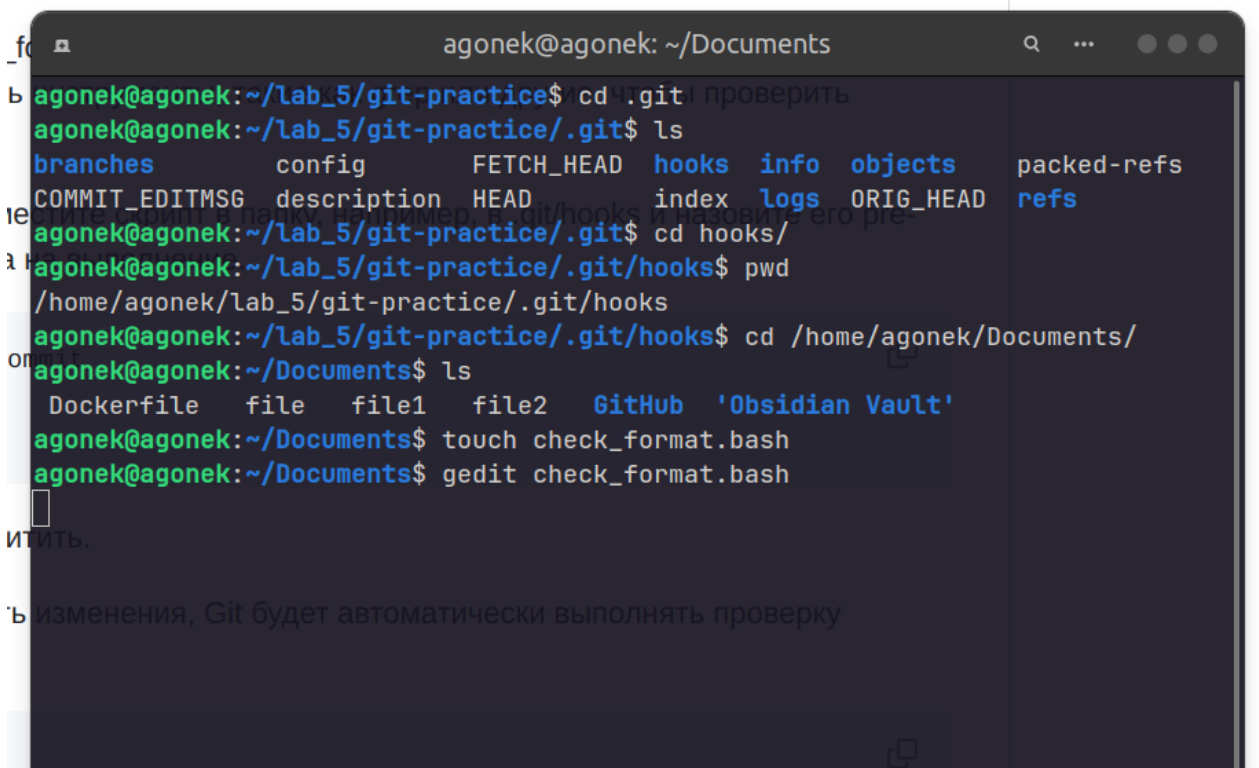 agonek@agonek: ~/Documents
agonek@agonek:~/lab_5/git-practice$ cd .git
проверить
agonek@agonek:~/lab_5/git-practice/.git$ ls
branches config FETCH_HEAD hooks info objects packed-refs
COMMIT_EDITMSG description HEAD index logs ORIG_HEAD refs
местите скрипт в папку, например, в .git/hooks и назовите его pre-
agonek@agonek:~/lab_5/git-practice/.git$ cd hooks/
на выполнение
agonek@agonek:~/lab_5/git-practice/.git/hooks$ pwd
/home/agonek/lab_5/git-practice/.git/hooks
agonek@agonek:~/lab_5/git-practice/.git/hooks$ cd /home/agonek/Documents/
ommit
agonek@agonek:~/Documents$ ls
Dockerfile file file1 file2 GitHub 'Obsidian Vault'
agonek@agonek:~/Documents$ touch check_format.bash
agonek@agonek:~/Documents$ gedit check_format.bash
итить.
ть изменения, Git будет автоматически выполнять проверку